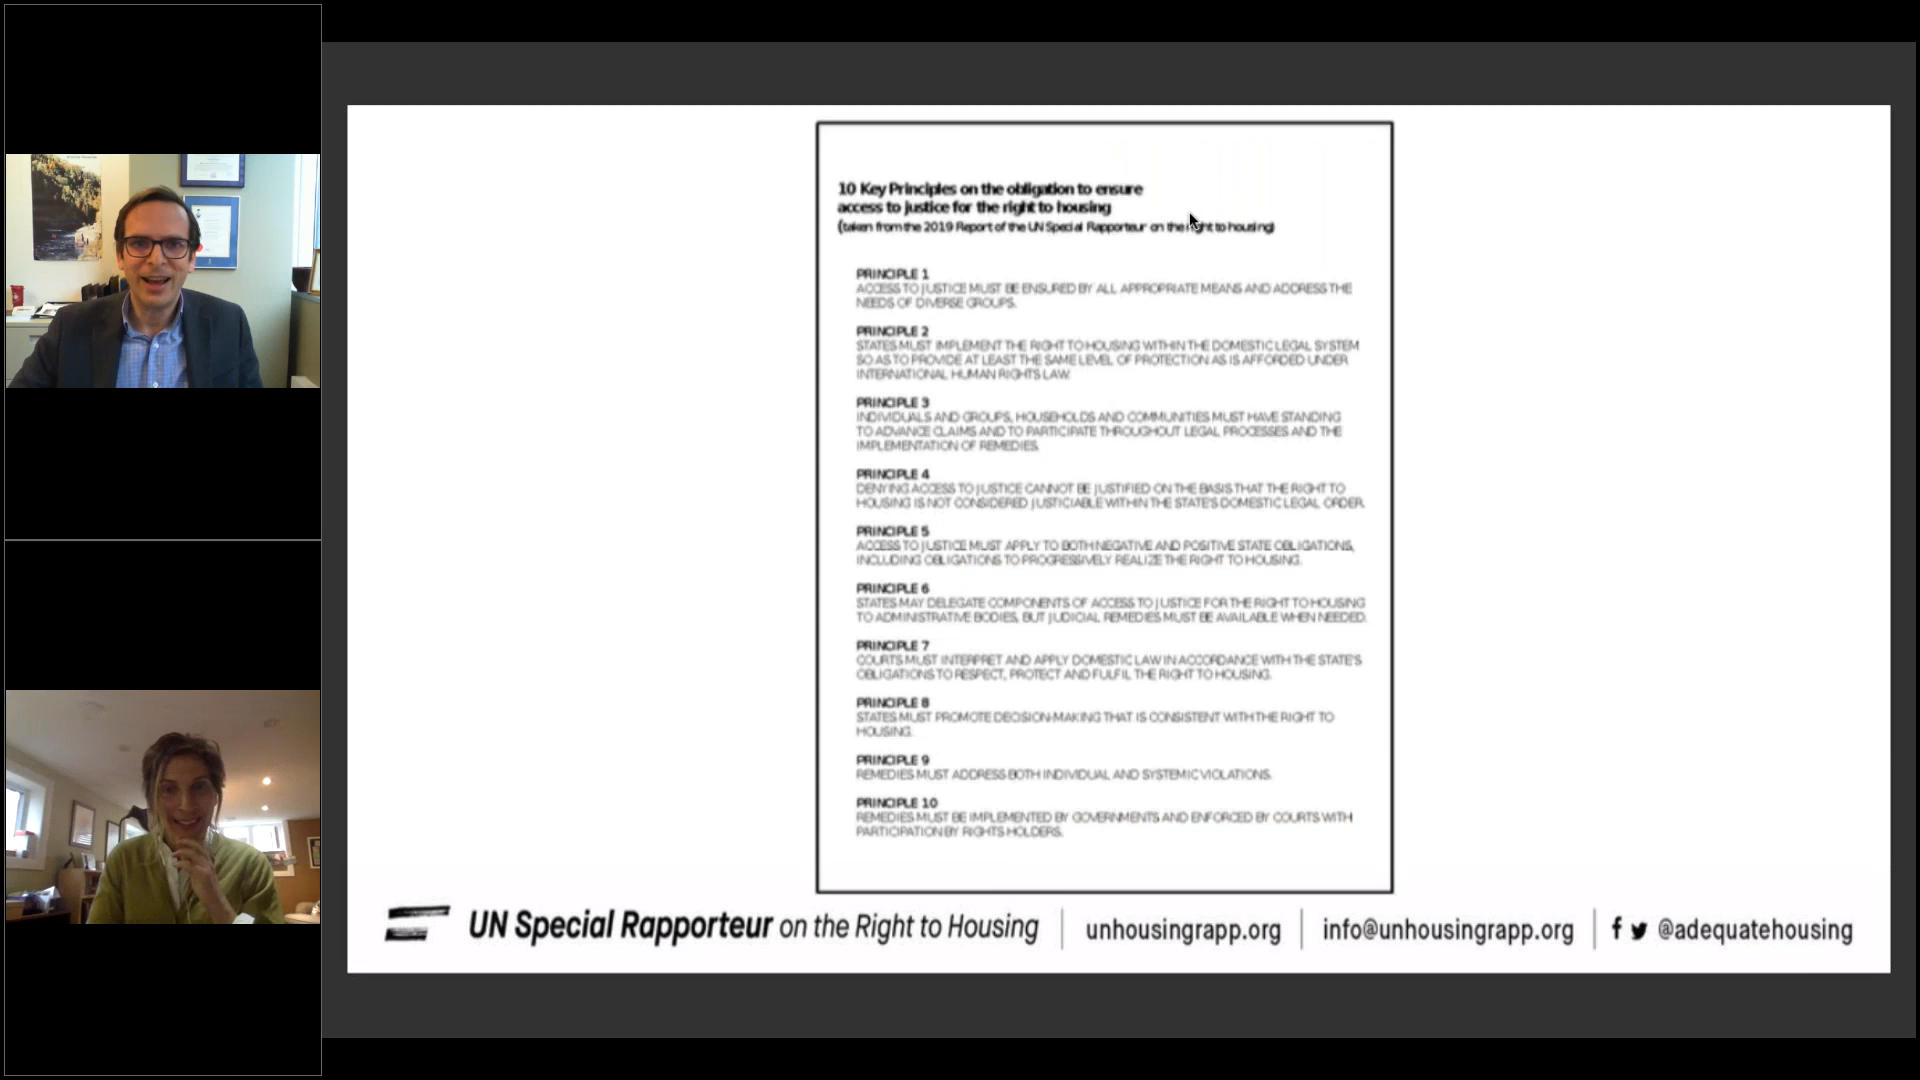 10 Key Principles on the obligation to ensure
access to justice for the right to housing
(taken from the 2019 Report of the UN Special Rapporteur on the right to housing)
PRINCIPLE 1
ACCESS TO JUSTICE MUST BE ENSURED BY ALL APPROPRIATE MEANS AND ADDRESS THE
NEEDS OF DIVERSE GROUPS.
PRINCIPLE 2
STATES MUST IMPLEMENT THE RIGHT TO HOUSING WITHIN THE DOMESTIC LEGAL SYSTEM
SO AS TO PROVIDE AT LEAST THE SAME LEVEL OF PROTECTION AS IS AFFORDED UNDER
INTERNATIONAL HUMAN RIGHTS LAW.
PRINCIPLE 3
INDIVIDUALS AND GROUPS, HOUSEHOLDS AND COMMUNITIES MUST HAVE STANDING
TO ADVANCE CLAIMS AND TO PARTICIPATE THROUGHOUT LEGAL PROCESSES AND THE
IMPLEMENTATION OF REMEDIES.
PRINCIPLE 4
DENYING ACCESS TO JUSTICE CANNOT BE JUSTIFIED ON THE BASIS THAT THE RIGHT TO
HOUSING IS NOT CONSIDERED JUSTICIABLE WITHIN THE STATE'S DOMESTIC LEGAL ORDER.
PRINCIPLE 5
ACCESS TO JUSTICE MUST APPLY TO BOTH NEGATIVE AND POSITIVE STATE OBLIGATIONS,
INCLUDING OBLIGATIONS TO PROGRESSIVELY REALIZE THE RIGHT TO HOUSING.
PRINCIPLE 6
STATES MAY DELEGATE COMPONENTS OF ACCESS TO JUSTICE FOR THE RIGHT TO HOUSING
TO ADMINISTRATIVE BODIES, BUT JUDICIAL REMEDIES MUST BE AVAILABLE WHEN NEEDED.
PRINCIPLE 7
COURTS MUST INTERPRET AND APPLY DOMESTIC LAW IN ACCORDANCE WITH THE STATE'S
OBLIGATIONS TO RESPECT, PROTECT AND FULFIL THE RIGHT TO HOUSING.
PRINCIPLE 8
STATES MUST PROMOTE DECISION-MAKING THAT IS CONSISTENT WITH THE RIGHT TO
HOUSING.
PRINCIPLE 9
REMEDIES MUST ADDRESS BOTH INDIVIDUAL AND SYSTEMIC VIOLATIONS.
PRINCIPLE 10
REMEDIES MUST BE IMPLEMENTED BY GOVERNMENTS AND ENFORCED BY COURTS WITH
PARTICIPATION BY RIGHTS HOLDERS.
UN Special Rapporteur on the Right to Housing | unhousingrapp.org | info@unhousingrapp.org | @adequatehousing